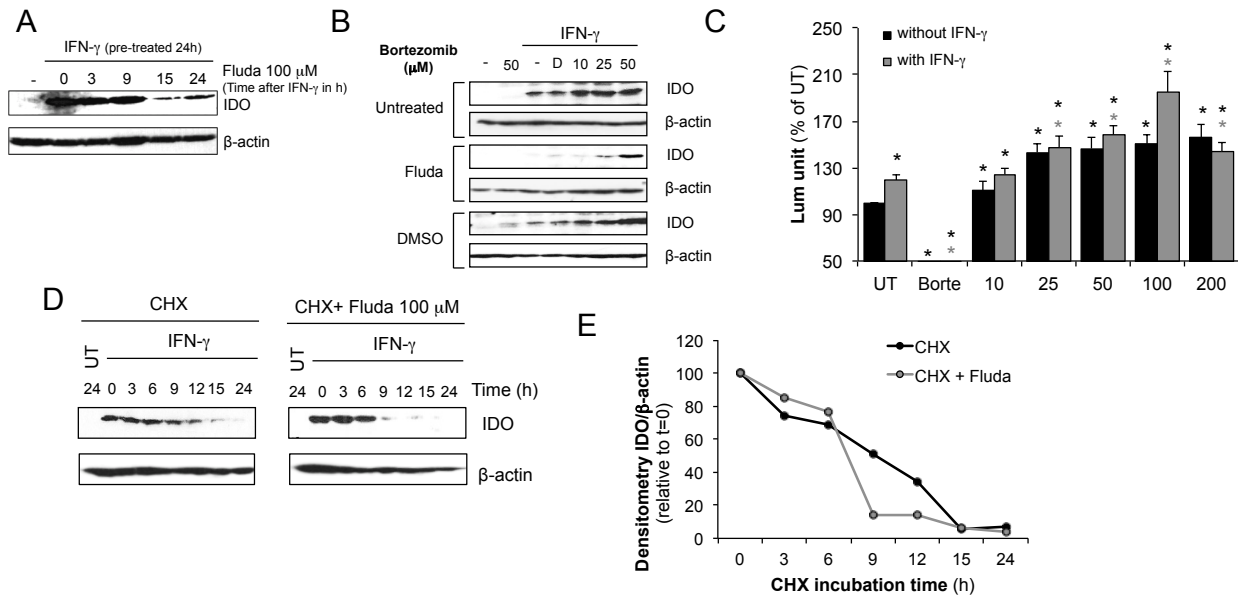 A
IFN-γ (pre-treated 24h)
- 0 3 9 15 24
Fluda 100 μM
(Time after IFN-γ in h)
IDO
β-actin
B
Bortezomib
(μM)
IFN-γ
- 50 - D 10 25 50
Untreated
IDO
β-actin
Fluda
IDO
β-actin
DMSO
IDO
β-actin
C
without IFN-γ
with IFN-γ
Lum unit (% of UT)
250
210
170
130
90
50
* * * * * * * * * * * * * * * * * *
UT Borte 10 25 50 100 200
D
CHX
UT
IFN-γ
24 0 3 6 9 12 15 24
CHX+ Fluda 100 μM
UT
IFN-γ
24 0 3 6 9 12 15 24
Time (h)
IDO
β-actin
E
CHX
CHX + Fluda
Densitometry IDO/β-actin
(relative to t=0)
120
100
80
60
40
20
0
0 3 6 9 12 15 24
CHX incubation time (h)